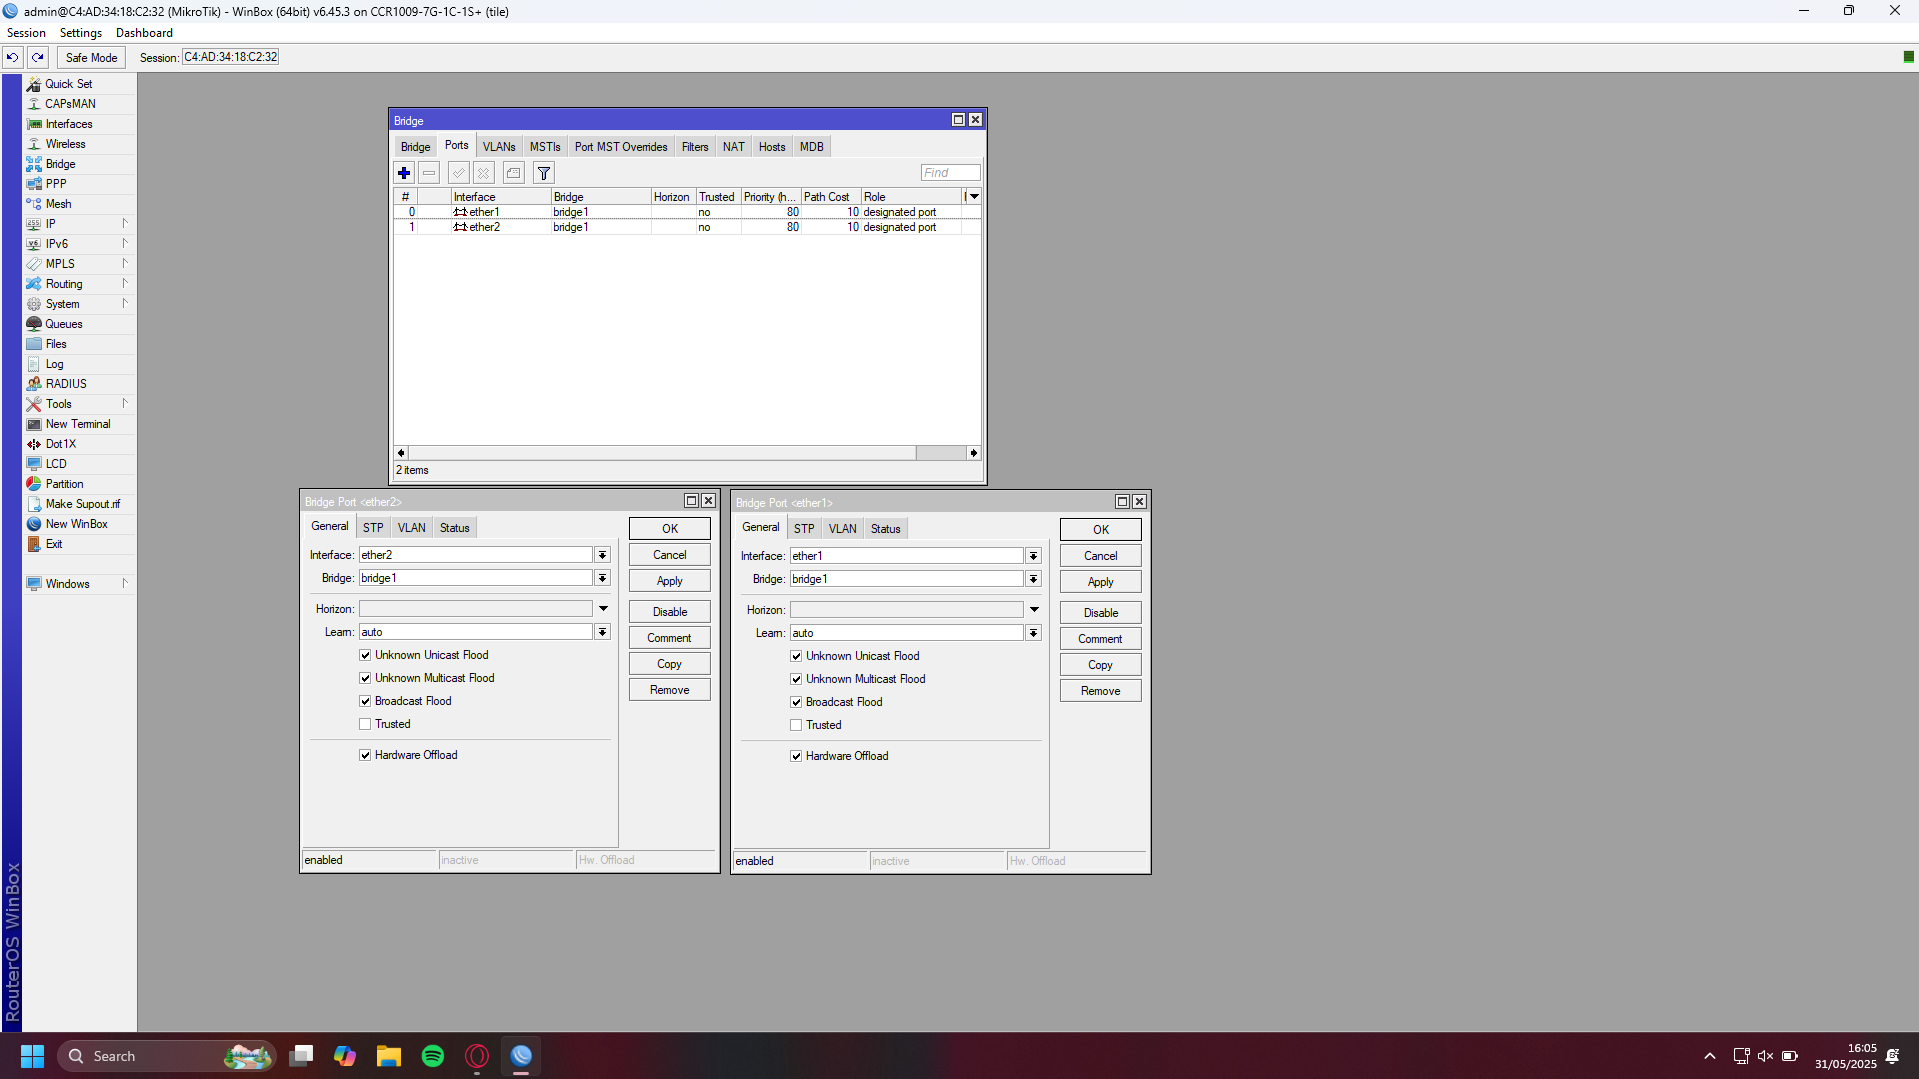 admin@C4:AD:34:18:C2:32 (MikroTik) - WinBox (64bit) v6.45.3 on CCR1009-7G-1C-1S+ (tile)
Session Settings Dashboard
Safe Mode Session: C4:AD:34:18:C2:32
Quick Set
CAPsMAN
Interfaces
Wireless
Bridge
PPP
Mesh
IP
IPv6
MPLS
Routing
System
Queues
Files
Log
RADIUS
Tools
New Terminal
Dot1X
LCD
Partition
Make Supout.rif
New WinBox
Exit
Windows
RouterOS WinBox
Bridge
Bridge Ports VLANs MSTIs Port MST Overrides Filters NAT Hosts MDB
Find
# Interface Bridge Horizon Trusted Priority (h... Path Cost Role
0 ether1 bridge1 no 80 10 designated port
1 ether2 bridge1 no 80 10 designated port
2 items
Bridge Port <ether2>
General STP VLAN Status
Interface: ether2
Bridge: bridge1
Horizon:
Learn: auto
Unknown Unicast Flood
Unknown Multicast Flood
Broadcast Flood
Trusted
Hardware Offload
OK
Cancel
Apply
Disable
Comment
Copy
Remove
enabled inactive Hw. Offload
Bridge Port <ether1>
General STP VLAN Status
Interface: ether1
Bridge: bridge1
Horizon:
Learn: auto
Unknown Unicast Flood
Unknown Multicast Flood
Broadcast Flood
Trusted
Hardware Offload
OK
Cancel
Apply
Disable
Comment
Copy
Remove
enabled inactive Hw. Offload
Search
16:05
31/05/2025